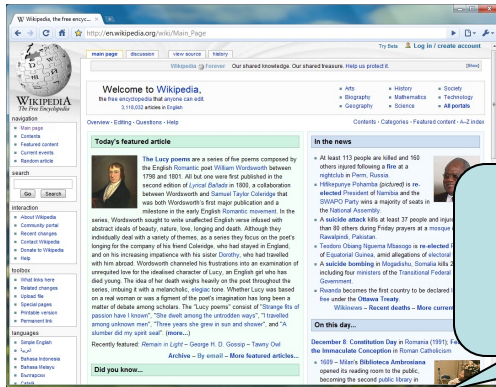 Wikipedia, the free encyc...
http://en.wikipedia.org/wiki/Main_Page
Try Beta Log in / create account
main page discussion view source history
Wikipedia Forever Our shared knowledge. Our shared treasure. Help us protect it. [Show]
WIKIPEDIA
The Free Encyclopedia
navigation
Main page
Contents
Featured content
Current events
Random article
search
Go Search
interaction
About Wikipedia
Community portal
Recent changes
Contact Wikipedia
Donate to Wikipedia
Help
toolbox
What links here
Related changes
Upload file
Special pages
Printable version
Permanent link
languages
Simple English
العربية
Bahasa Indonesia
Bahasa Melayu
Български
Català
Welcome to Wikipedia,
the free encyclopedia that anyone can edit.
3,118,032 articles in English
Arts
Biography
Geography
History
Mathematics
Science
Society
Technology
All portals
Overview · Editing · Questions · Help
Contents · Categories · Featured content · A–Z index
Today's featured article
The Lucy poems are a series of five poems composed by
the English Romantic poet William Wordsworth between
1798 and 1801. All but one were first published in the
second edition of Lyrical Ballads in 1800, a collaboration
between Wordsworth and Samuel Taylor Coleridge that
was both Wordsworth's first major publication and a
milestone in the early English Romantic movement. In the
series, Wordsworth sought to write unaffected English verse infused with
abstract ideals of beauty, nature, love, longing and death. Although they
individually deal with a variety of themes, as a series they focus on the poet's
longing for the company of his friend Coleridge, who had stayed in England,
and on his increasing impatience with his sister Dorothy, who had travelled
with him abroad. Wordsworth channeled his frustrations into an examination of
unrequited love for the idealised character of Lucy, an English girl who has
died young. The idea of her death weighs heavily on the poet throughout the
series, imbuing it with a melancholic, elegiac tone. Whether Lucy was based
on a real woman or was a figment of the poet's imagination has long been a
matter of debate among scholars. The "Lucy poems" consist of "Strange fits of
passion have I known", "She dwelt among the untrodden ways", "I travelled
among unknown men", "Three years she grew in sun and shower", and "A
slumber did my spirit seal". (more...)
Recently featured: Remain in Light – George H. D. Gossip – Tawny Owl
Archive – By email – More featured articles...
Did you know...
In the news
At least 113 people are killed and 160
others injured following a fire at a
nightclub in Perm, Russia.
Hifikepunye Pohamba (pictured) is re-
elected President of Namibia and the
SWAPO Party wins a majority of seats in
the National Assembly.
A suicide attack kills at least 37 people and injures
than 80 others during Friday prayers at a mosque
Rawalpindi, Pakistan.
Teodoro Obiang Nguema Mbasogo is re-elected
of Equatorial Guinea, amid allegations of electoral
A suicide bombing in Mogadishu, Somalia kills 2
including four ministers of the Transitional Federal
Government.
Rwanda becomes the first country to be declared
free under the Ottawa Treaty.
Wikinews – Recent deaths – More current
On this day...
December 8: Constitution Day in Romania (1991);
the Immaculate Conception in Roman Catholicism
1609 – Milan's Biblioteca Ambrosiana
opened its reading room to the public,
becoming the second public library in